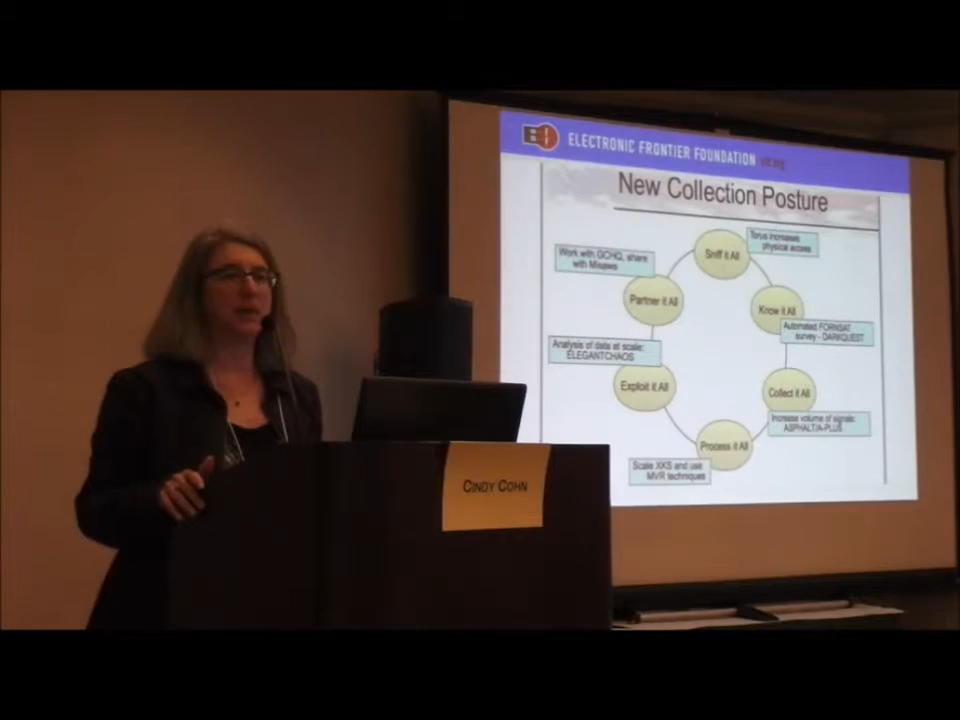 ELECTRONIC FRONTIER FOUNDATION eff.org
New Collection Posture
Sniff it All
Torus increases
physical access
Know it All
Automated FORNSAT
survey - DARKQUEST
Collect it All
Increase volume of signals:
ASPHALT/A-PLUS
Process it All
Scale XKS and use
MVR techniques
Exploit it All
Analysis of data at scale:
ELEGANTCHAOS
Partner it All
Work with GCHQ, share
with Misawa
CINDY COHN